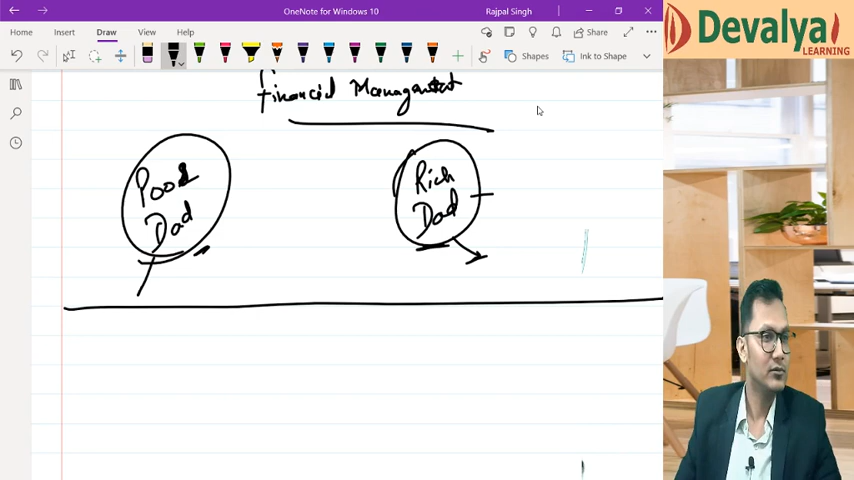 OneNote for Windows 10
Rajpal Singh
Home Insert Draw View Help
Share
Shapes
Ink to Shape
Devalya
LEARNING
Financial Management
Poor
Dad
Rich
Dad